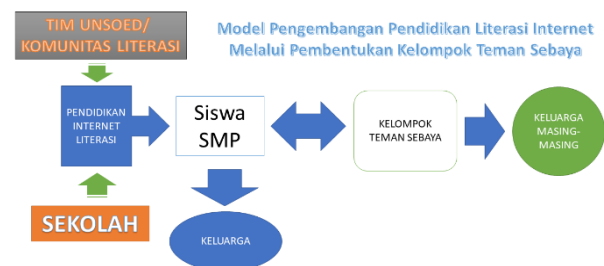 TIM UNSOED/
KOMUNITAS LITERASI
Model Pengembangan Pendidikan Literasi Internet
Melalui Pembentukan Kelompok Teman Sebaya
PENDIDIKAN
INTERNET
LITERASI
Siswa
SMP
KELOMPOK
TEMAN SEBAYA
KELUARGA
MASING-
MASING
SEKOLAH
KELUARGA